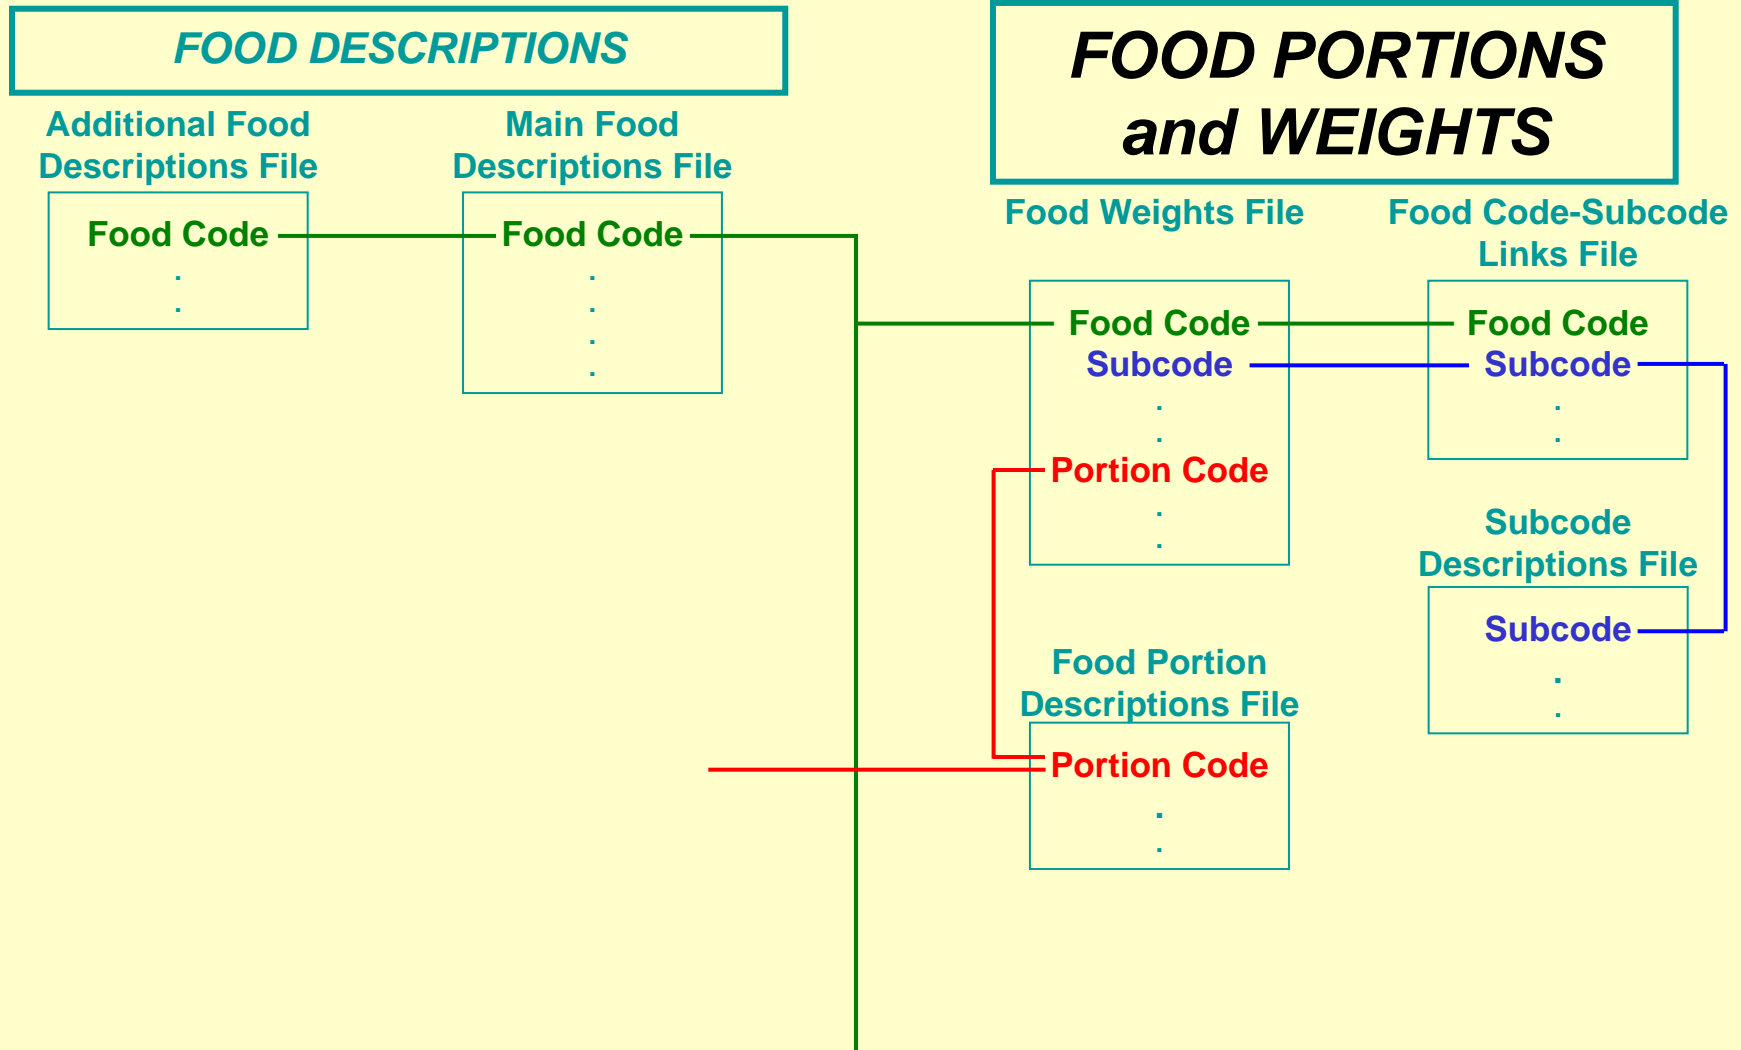 FOOD DESCRIPTIONS
Additional Food
Descriptions File
Food Code
.
.
Main Food
Descriptions File
Food Code
.
.
.
.
FOOD PORTIONS
and WEIGHTS
Food Weights File
Food Code
Subcode
.
.
Portion Code
.
.
Food Code-Subcode
Links File
Food Code
Subcode
.
.
Subcode
Descriptions File
Subcode
.
.
Food Portion
Descriptions File
Portion Code
.
.